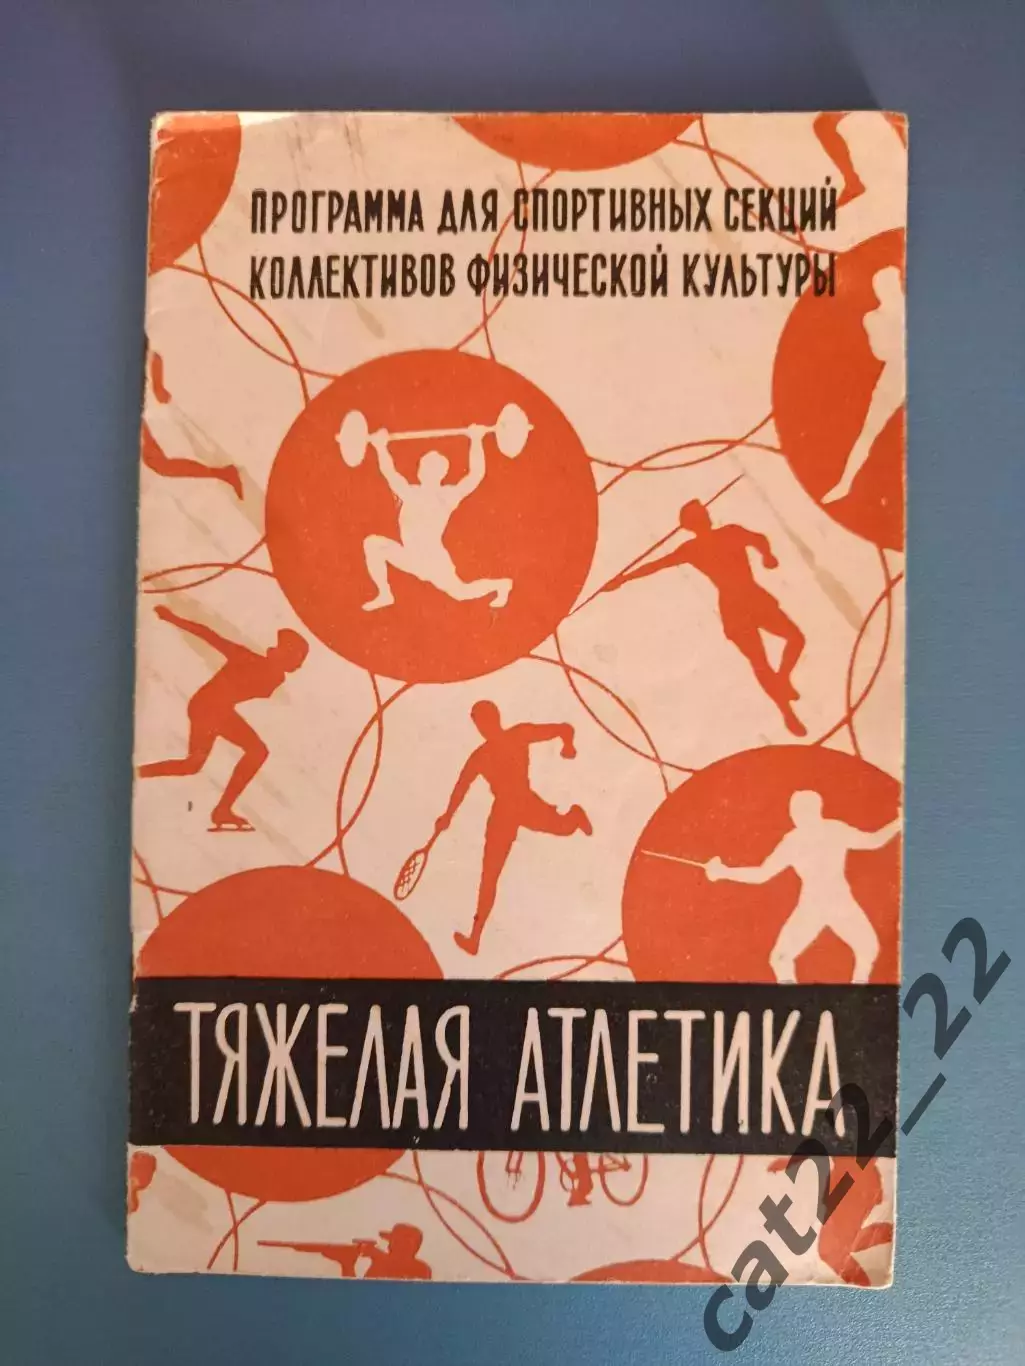 ПРОГРАММА ДЛЯ СПОРТИВНЫХ СЕКЦИЙ
КОЛЛЕКТИВОВ ФИЗИЧЕСКОЙ КУЛЬТУРЫ
ТЯЖЕЛАЯ АТЛЕТИКА
cat22_22